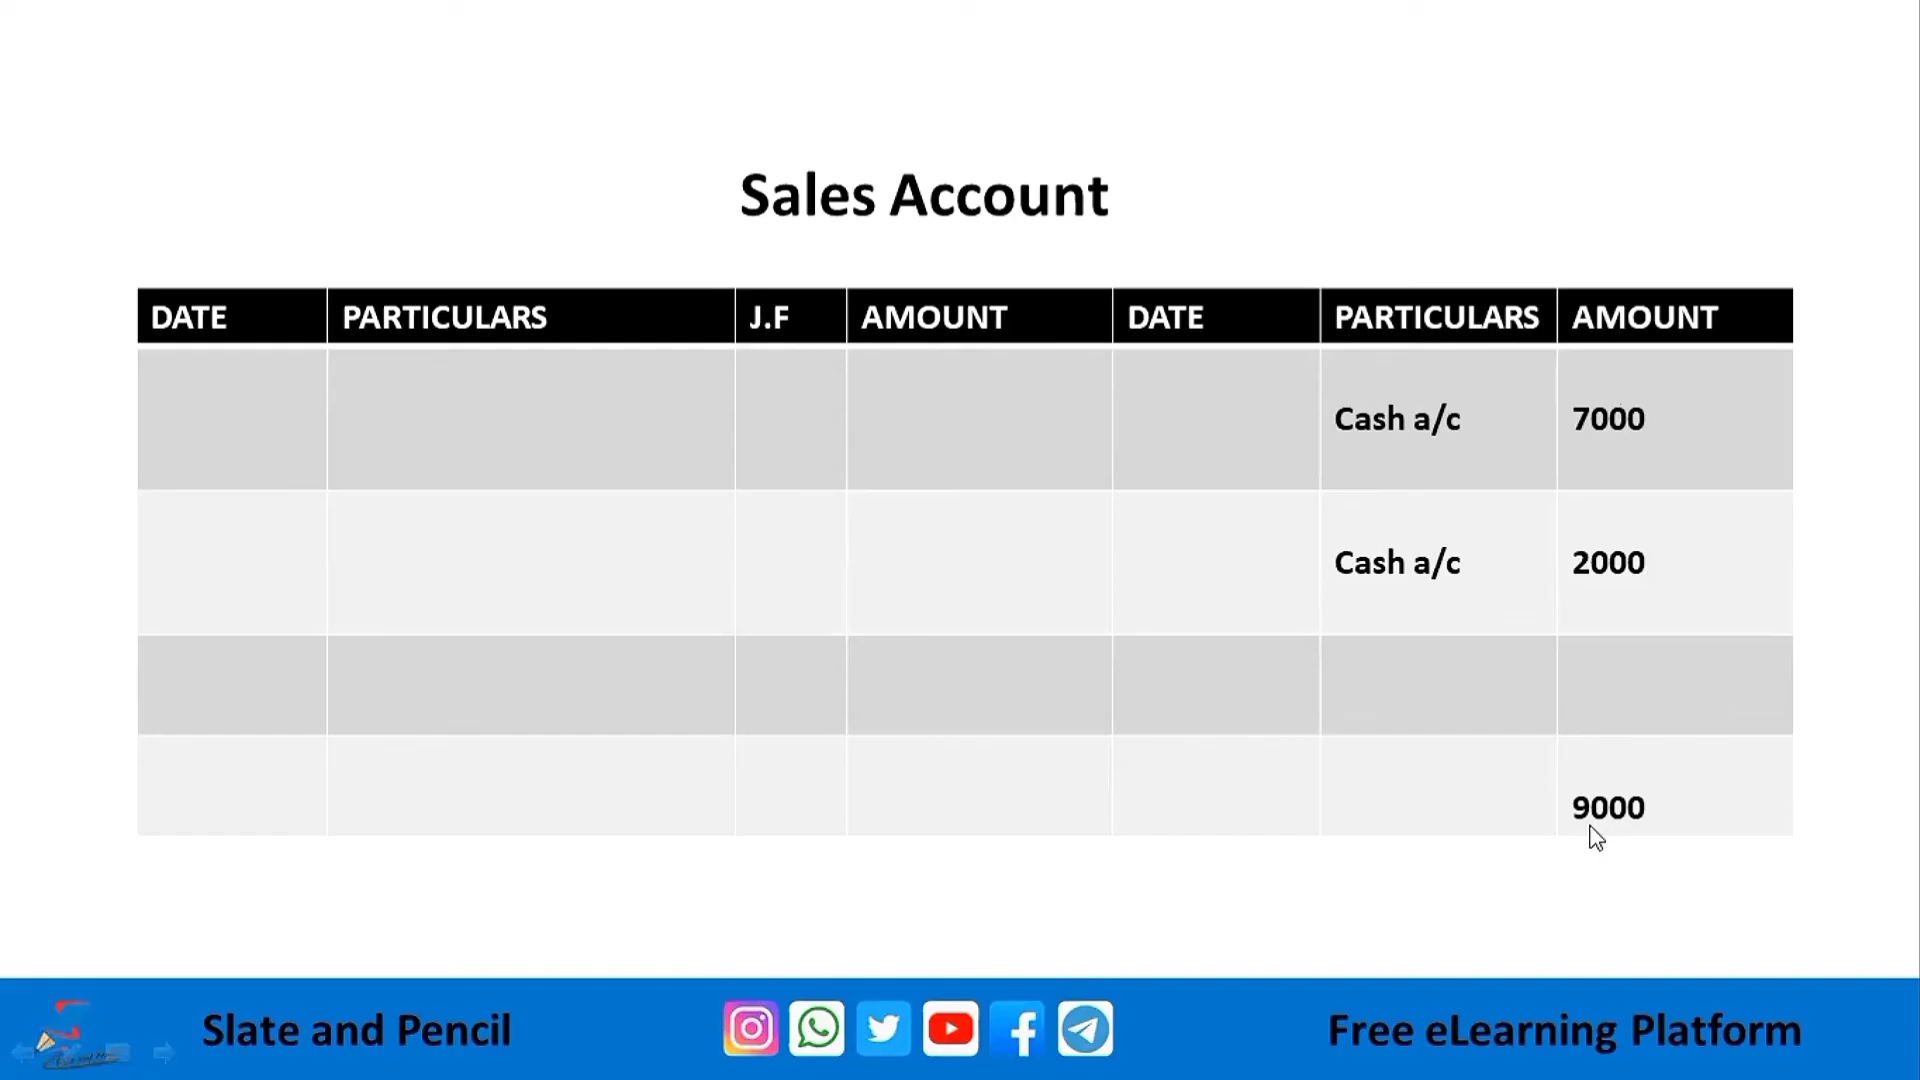 Sales Account
DATE PARTICULARS J.F AMOUNT DATE PARTICULARS AMOUNT
Cash a/c 7000
Cash a/c 2000
9000
Slate and Pencil
Free eLearning Platform